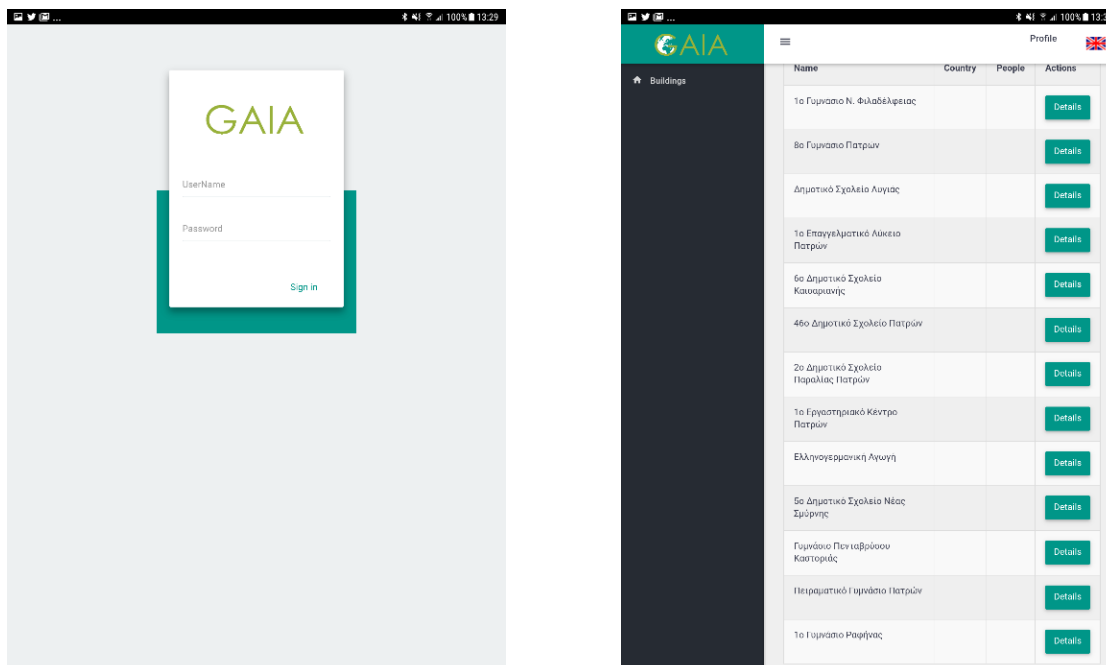 ... 100% 13:29
GAIA
UserName
Password
Sign in
... 100% 13:3
GAIA
Profile
Buildings
Name Country People Actions
1ο Γυμνασιο Ν. Φιλαδέλφειας Details
8ο Γυμνασιο Πατρων Details
Δημοτικό Σχολείο Λυγιας Details
1ο Επαγγελματικό Λύκειο
Πατρών
Details
6ο Δημοτικό Σχολείο
Καισαριανής
Details
46ο Δημοτικό Σχολείο Πατρών Details
2ο Δημοτικό Σχολείο
Παραλίας Πατρών
Details
1ο Εργαστηριακό Κέντρο
Πατρών
Details
Ελληνογερμανική Αγωγή Details
5ο Δημοτικό Σχολείο Νέας
Σμύρνης
Details
Γυμνάσιο Πενταβρύσου
Καστοριάς
Details
Πειραματικό Γυμνάσιο Πατρών Details
1ο Γυμνάσιο Ραφήνας Details